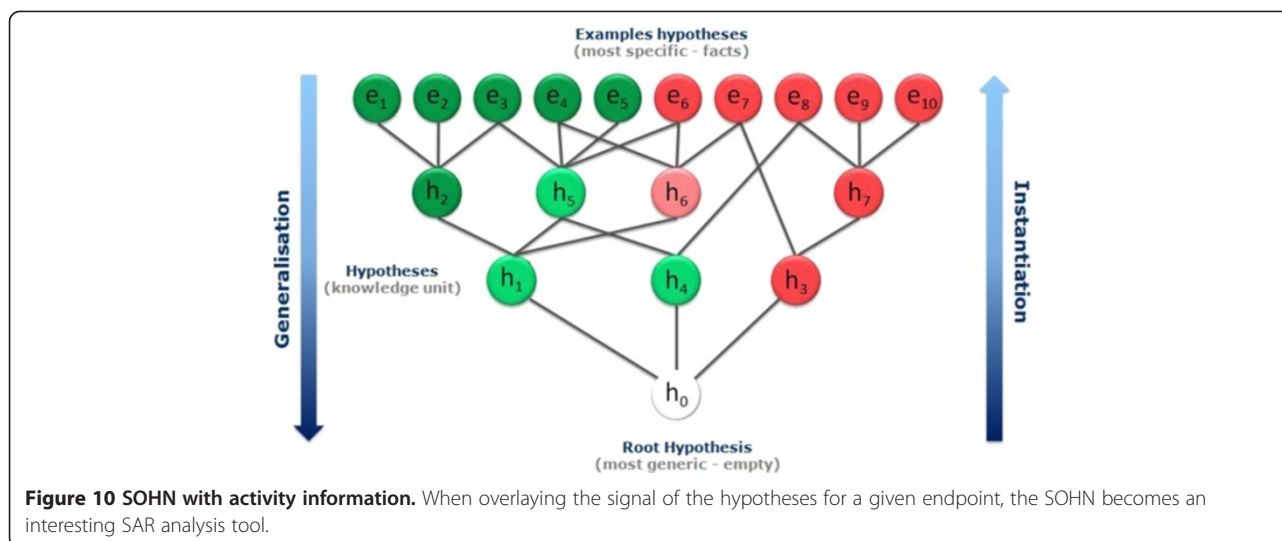 Examples hypotheses
(most specific - facts)
e1 e2 e3 e4 e5 e6 e7 e8 e9 e10
h2 h5 h6 h7
Generalisation
Instantiation
Hypotheses
(knowledge unit)
h1 h4 h3
h0
Root Hypothesis
(most generic - empty)
Figure 10 SOHN with activity information. When overlaying the signal of the hypotheses for a given endpoint, the SOHN becomes an
interesting SAR analysis tool.